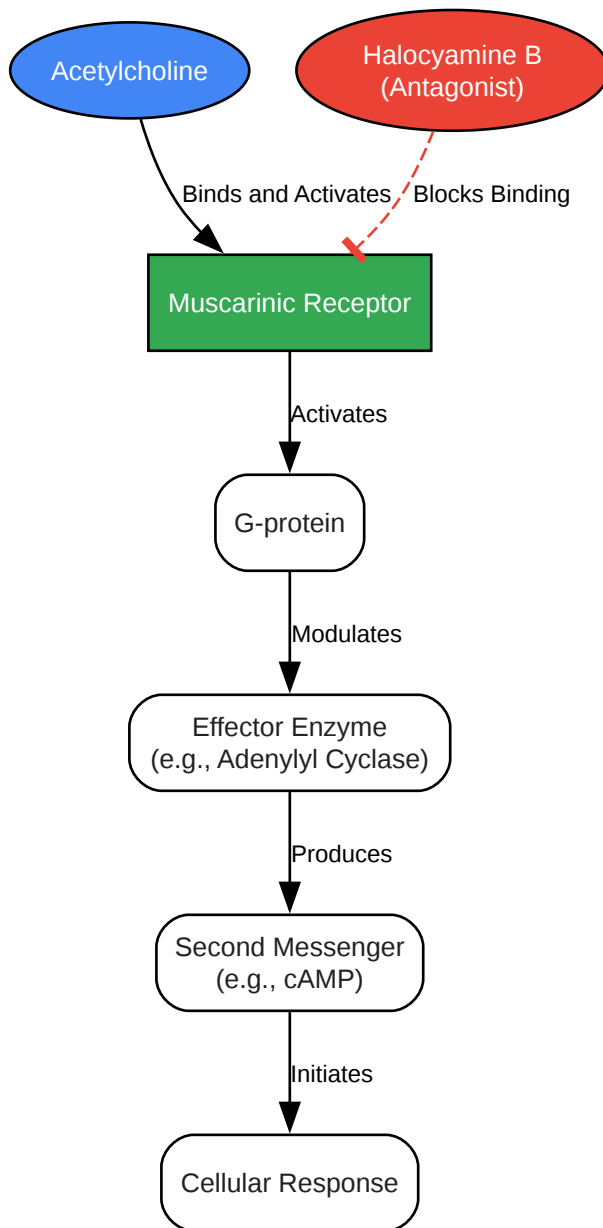 Acetylcholine
Halocyamine B
(Antagonist)
Binds and Activates
Blocks Binding
Muscarinic Receptor
Activates
G-protein
Modulates
Effector Enzyme
(e.g., Adenylyl Cyclase)
Produces
Second Messenger
(e.g., cAMP)
Initiates
Cellular Response